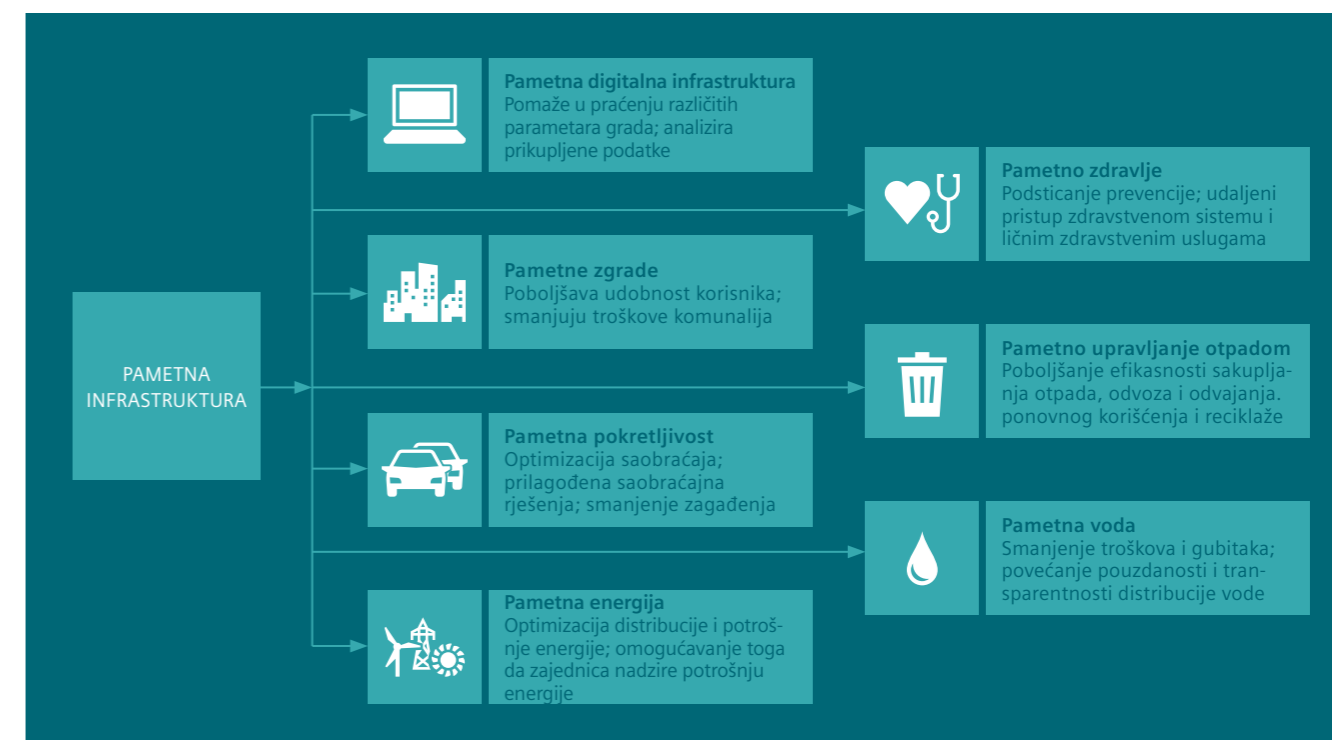 PAMETNA
INFRASTRUKTURA
Pametna digitalna infrastruktura
Pomaže u praćenju različitih
parametara grada; analizira
prikupljene podatke
Pametne zgrade
Poboljšava udobnost korisnika;
smanjuju troškove komunalija
Pametna pokretljivost
Optimizacija saobraćaja;
prilagođena saobraćajna
rješenja; smanjenje zagađenja
Pametna energija
Optimizacija distribucije i potroš-
nje energije; omogućavanje toga
da zajednica nadzire potrošnju
energije
Pametno zdravlje
Podsticanje prevencije; udaljeni
pristup zdravstvenom sistemu i
ličnim zdravstvenim uslugama
Pametno upravljanje otpadom
Poboljšanje efikasnosti sakuplja-
nja otpada, odvoza i odvajanja.
ponovnog korišćenja i reciklaže
Pametna voda
Smanjenje troškova i gubitaka;
povećanje pouzdanosti i tran-
sparentnosti distribucije vode